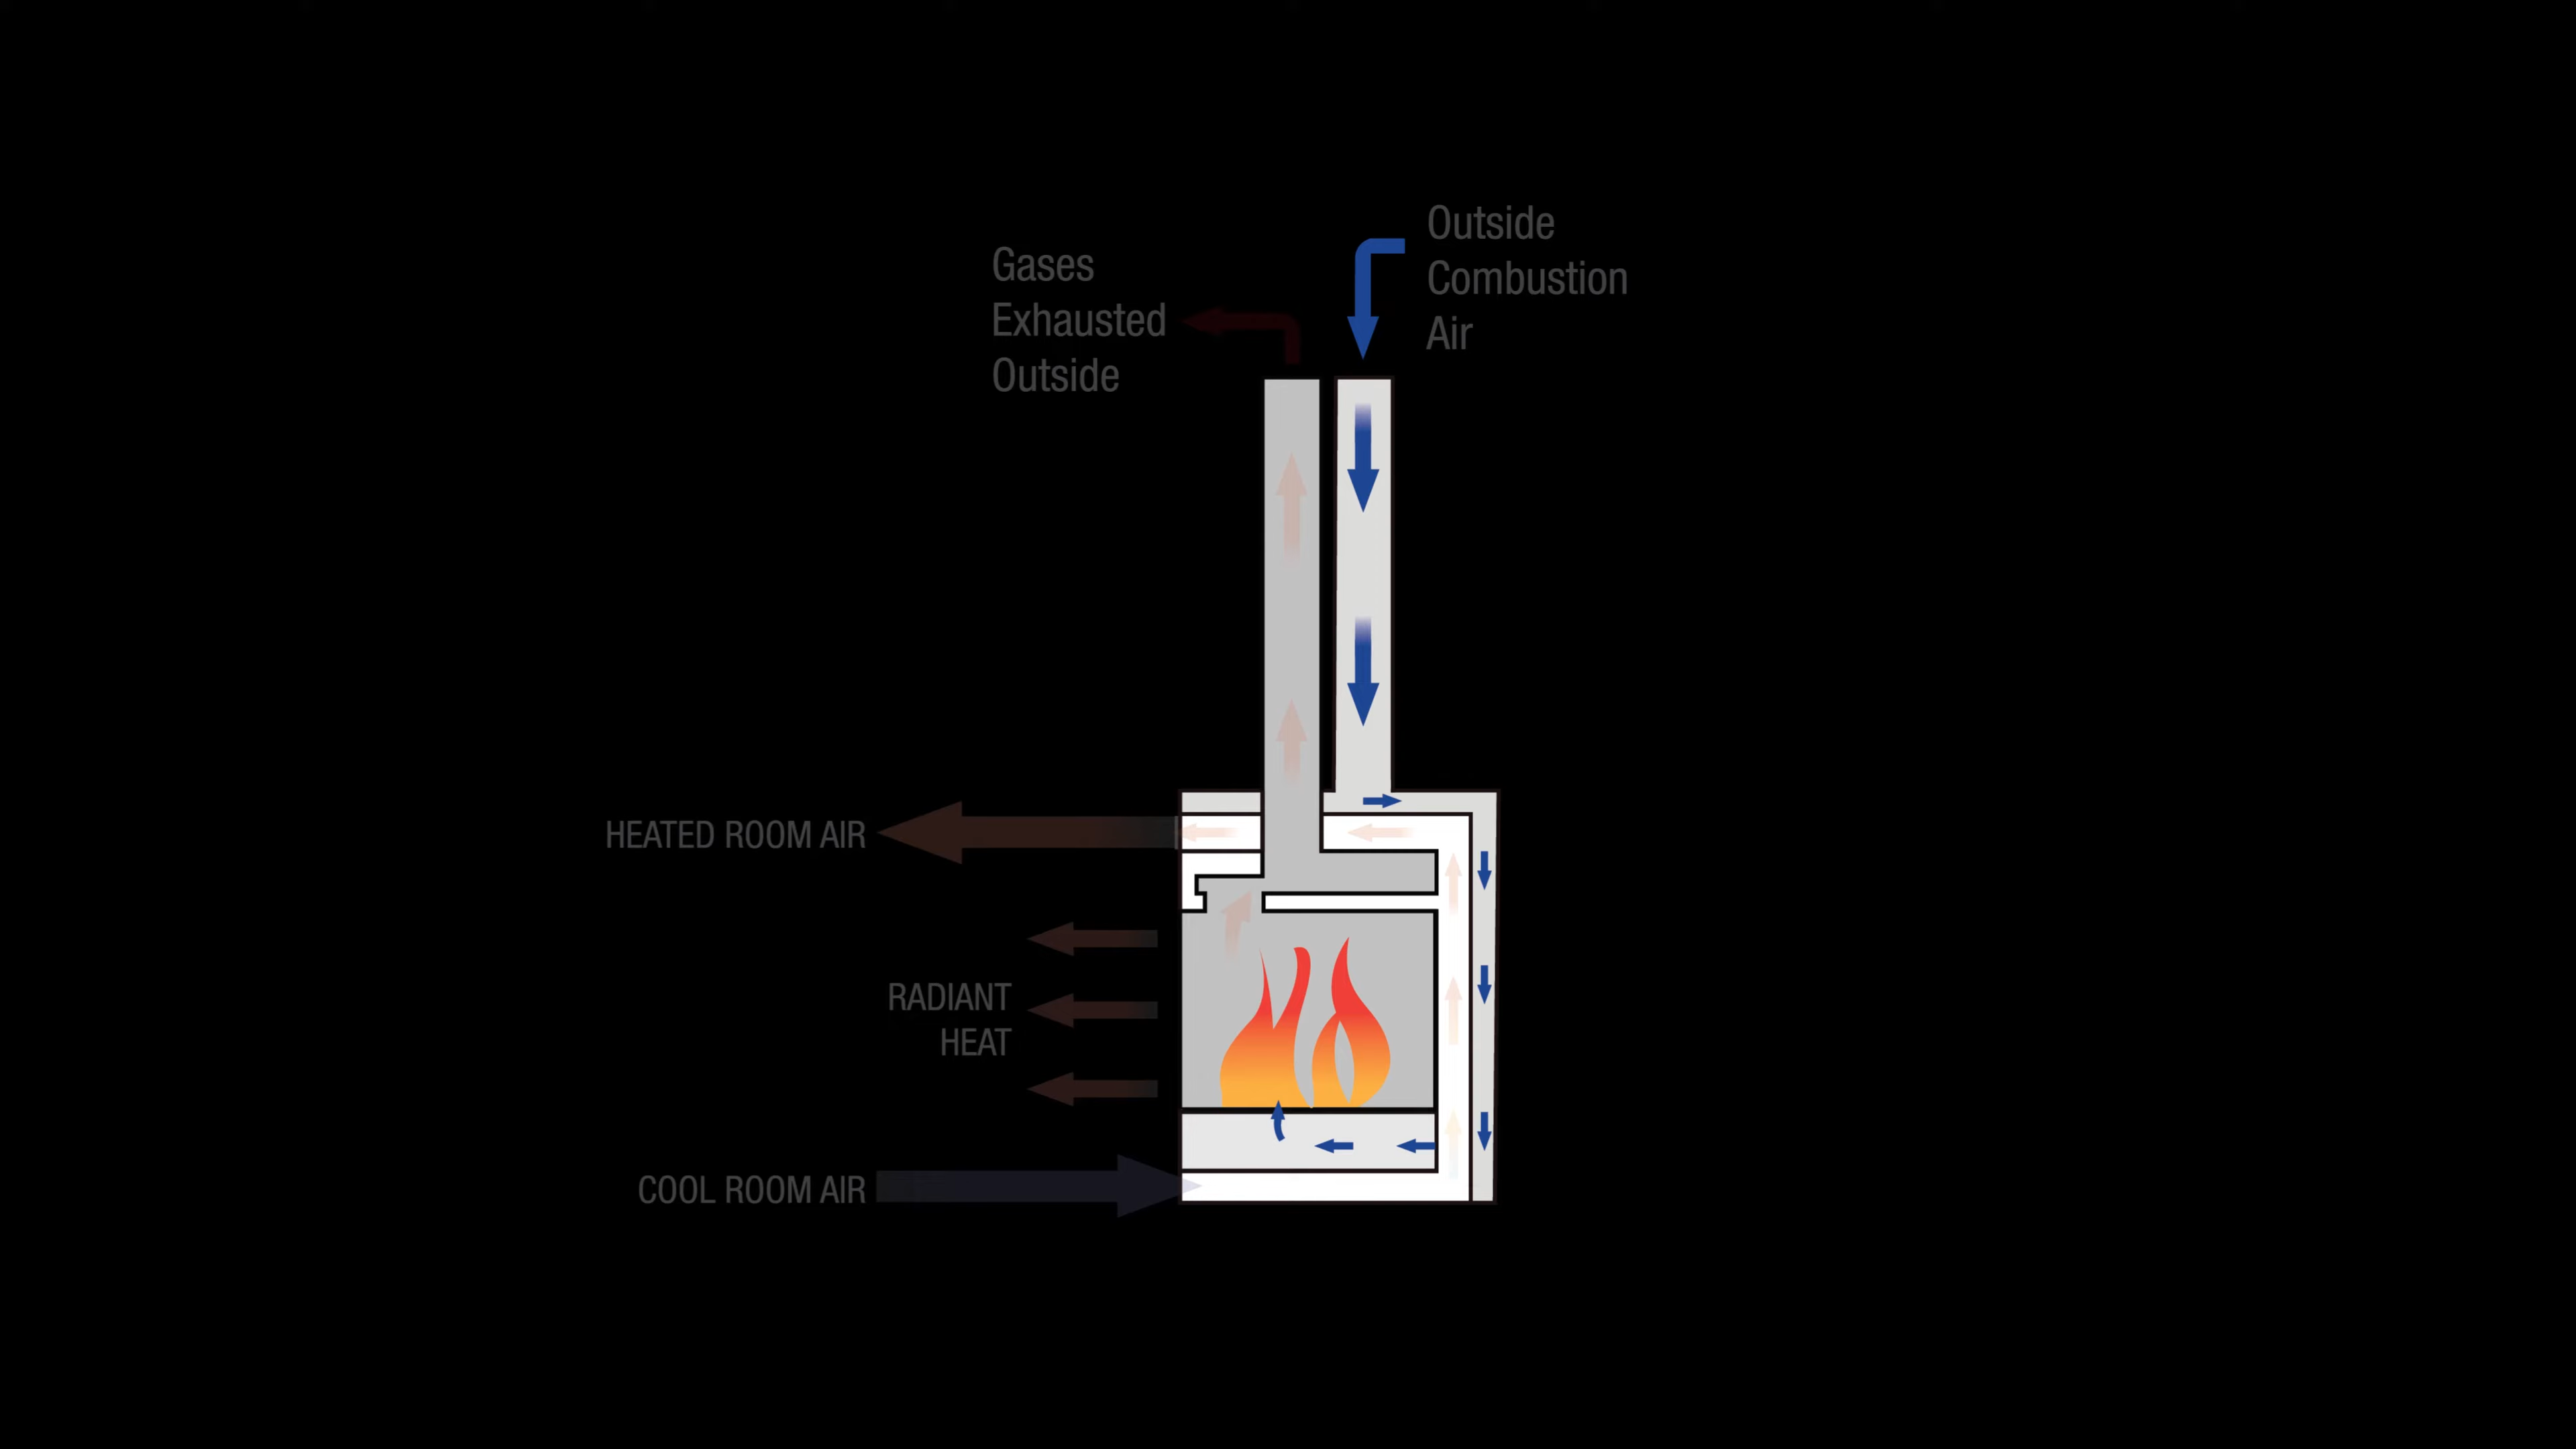 Outside
Combustion
Air
Gases
Exhausted
Outside
HEATED ROOM AIR
RADIANT
HEAT
COOL ROOM AIR